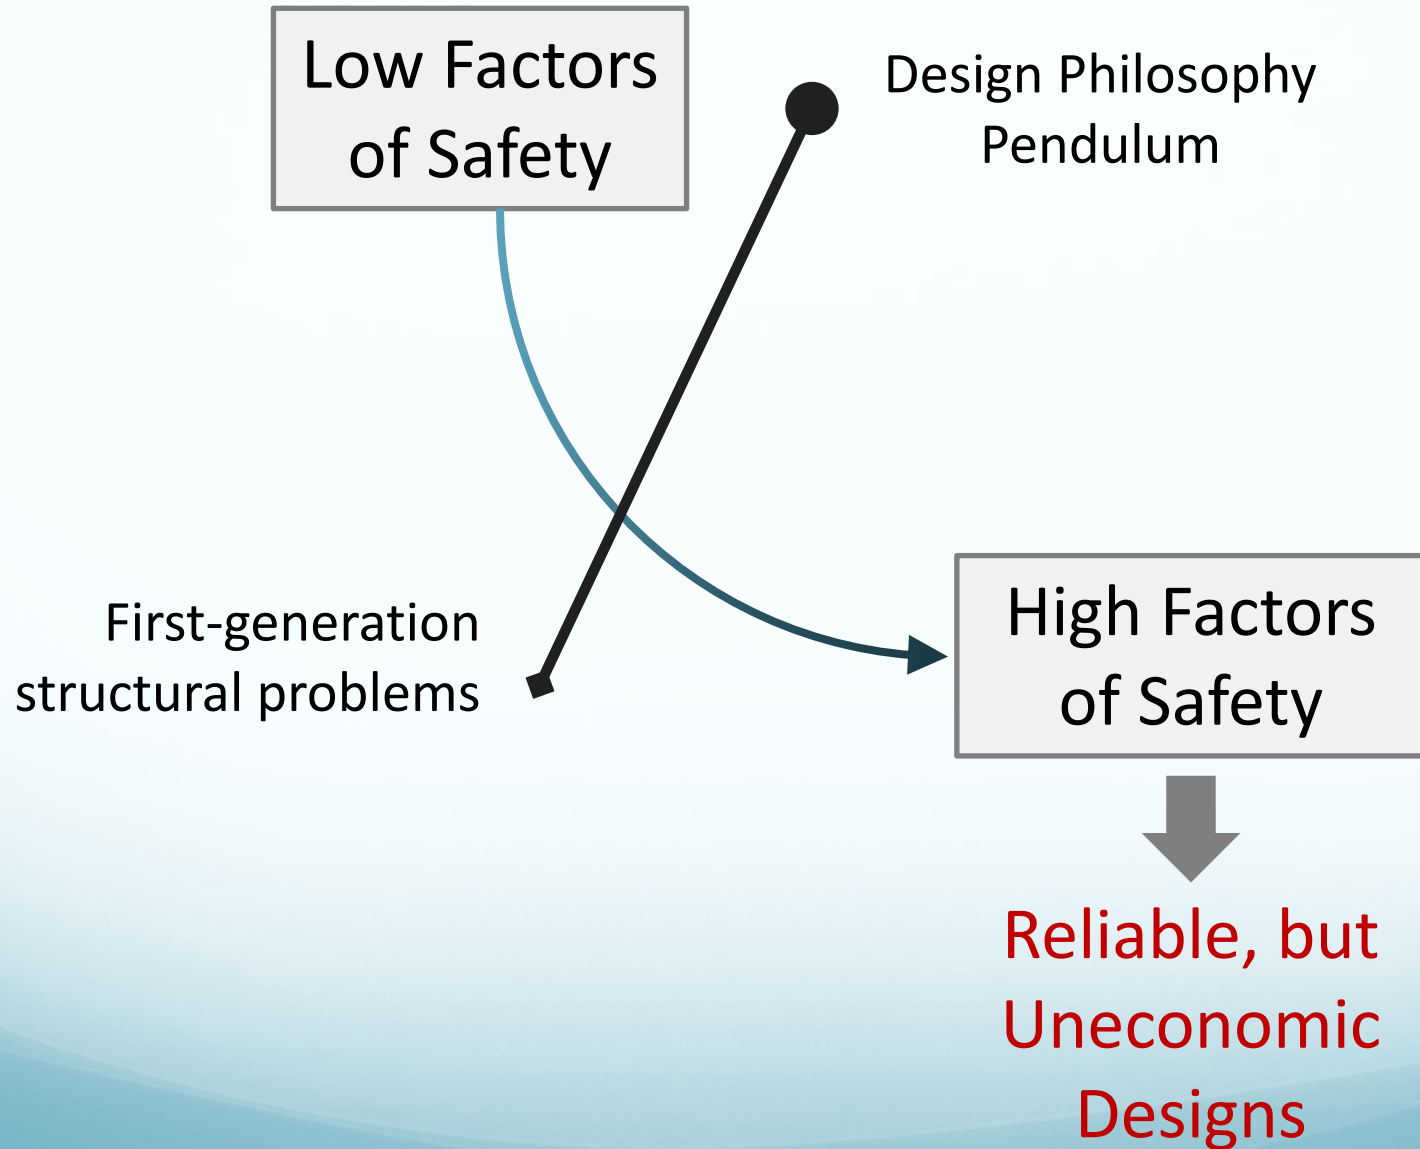 Low Factors
of Safety
Design Philosophy
Pendulum
First-generation
structural problems
High Factors
of Safety
Reliable, but
Uneconomic
Designs